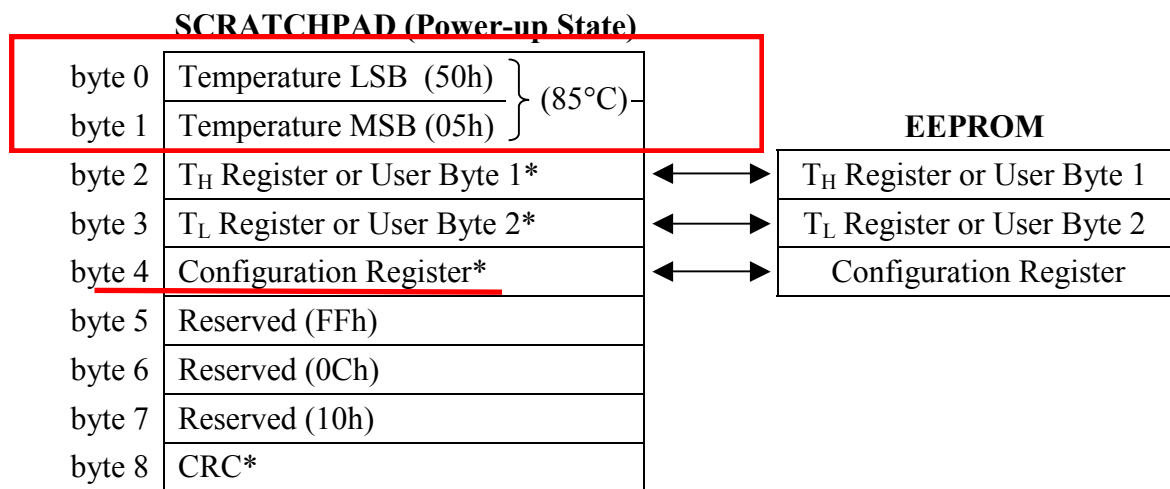 SCRATCHPAD (Power-up State)
byte 0 Temperature LSB (50h)
(85°C)
byte 1 Temperature MSB (05h)
EEPROM
byte 2 TH Register or User Byte 1* TH Register or User Byte 1
byte 3 TL Register or User Byte 2* TL Register or User Byte 2
byte 4 Configuration Register* Configuration Register
byte 5 Reserved (FFh)
byte 6 Reserved (0Ch)
byte 7 Reserved (10h)
byte 8 CRC*